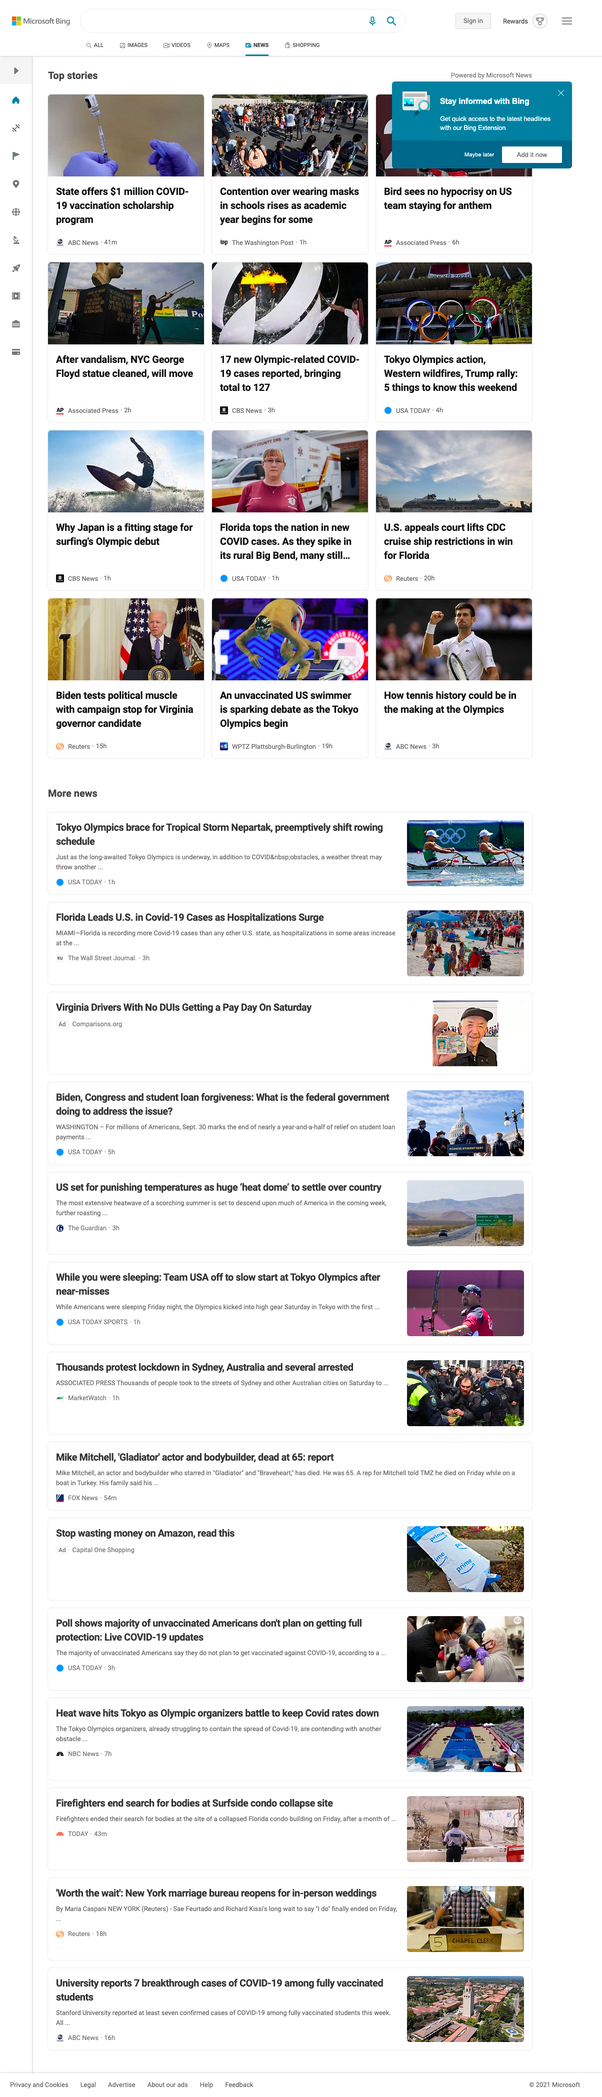 Microsoft Bing
Sign in
Rewards
ALL
IMAGES
VIDEOS
MAPS
NEWS
SHOPPING
Top stories
Powered by Microsoft News
Stay informed with Bing
Get quick access to the latest headlines
with our Bing Extension
Maybe later
Add it now
State offers $1 million COVID-
19 vaccination scholarship
program
ABC News · 41m
Contention over wearing masks
in schools rises as academic
year begins for some
wp The Washington Post · 1h
Bird sees no hypocrisy on US
team staying for anthem
AP Associated Press · 6h
After vandalism, NYC George
Floyd statue cleaned, will move
AP Associated Press · 2h
17 new Olympic-related COVID-
19 cases reported, bringing
total to 127
CBS News · 3h
Tokyo Olympics action,
Western wildfires, Trump rally:
5 things to know this weekend
USA TODAY · 4h
Why Japan is a fitting stage for
surfing's Olympic debut
CBS News · 1h
Florida tops the nation in new
COVID cases. As they spike in
its rural Big Bend, many still...
USA TODAY · 1h
U.S. appeals court lifts CDC
cruise ship restrictions in win
for Florida
Reuters · 20h
Biden tests political muscle
with campaign stop for Virginia
governor candidate
Reuters · 15h
An unvaccinated US swimmer
is sparking debate as the Tokyo
Olympics begin
WPTZ Plattsburgh-Burlington · 19h
How tennis history could be in
the making at the Olympics
ABC News · 3h
More news
Tokyo Olympics brace for Tropical Storm Nepartak, preemptively shift rowing
schedule
Just as the long-awaited Tokyo Olympics is underway, in addition to COVID&nbsp;obstacles, a weather threat may
throw another ...
USA TODAY · 1h
Florida Leads U.S. in Covid-19 Cases as Hospitalizations Surge
MIAMI—Florida is recording more Covid-19 cases than any other U.S. state, as hospitalizations in some areas increase
at the ...
WSJ The Wall Street Journal. · 3h
Virginia Drivers With No DUIs Getting a Pay Day On Saturday
Ad Comparisons.org
Biden, Congress and student loan forgiveness: What is the federal government
doing to address the issue?
WASHINGTON – For millions of Americans, Sept. 30 marks the end of nearly a year-and-a-half of relief on student loan
payments ...
USA TODAY · 5h
US set for punishing temperatures as huge ‘heat dome’ to settle over country
The most extensive heatwave of a scorching summer is set to descend upon much of America in the coming week,
further roasting ...
The Guardian · 3h
While you were sleeping: Team USA off to slow start at Tokyo Olympics after
near-misses
While Americans were sleeping Friday night, the Olympics kicked into high gear Saturday in Tokyo with the first ...
USA TODAY SPORTS · 1h
Thousands protest lockdown in Sydney, Australia and several arrested
ASSOCIATED PRESS Thousands of people took to the streets of Sydney and other Australian cities on Saturday to ...
MarketWatch · 1h
Mike Mitchell, 'Gladiator' actor and bodybuilder, dead at 65: report
Mike Mitchell, an actor and bodybuilder who starred in "Gladiator" and "Braveheart," has died. He was 65. A rep for Mitchell told TMZ he died on Friday while on a
boat in Turkey. His family said his ...
FOX News · 54m
Stop wasting money on Amazon, read this
Ad Capital One Shopping
prime
prime
Poll shows majority of unvaccinated Americans don't plan on getting full
protection: Live COVID-19 updates
The majority of unvaccinated Americans say they do not plan to get vaccinated against COVID-19, according to a ...
USA TODAY · 3h
Heat wave hits Tokyo as Olympic organizers battle to keep Covid rates down
The Tokyo Olympics organizers, already struggling to contain the spread of Covid-19, are contending with another
obstacle ...
NBC News · 7h
Firefighters end search for bodies at Surfside condo collapse site
Firefighters ended their search for bodies at the site of a collapsed Florida condo building on Friday, after a month of ...
TODAY · 43m
'Worth the wait': New York marriage bureau reopens for in-person weddings
By Maria Caspani NEW YORK (Reuters) - Sae Feurtado and Richard Kissi's long wait to say "I do" finally ended on Friday,
...
Reuters · 18h
5 CHAPEL CLERK
University reports 7 breakthrough cases of COVID-19 among fully vaccinated
students
Stanford University reported at least seven confirmed cases of COVID-19 among fully vaccinated students this week.
All ...
ABC News · 16h
Privacy and Cookies
Legal
Advertise
About our ads
Help
Feedback
© 2021 Microsoft